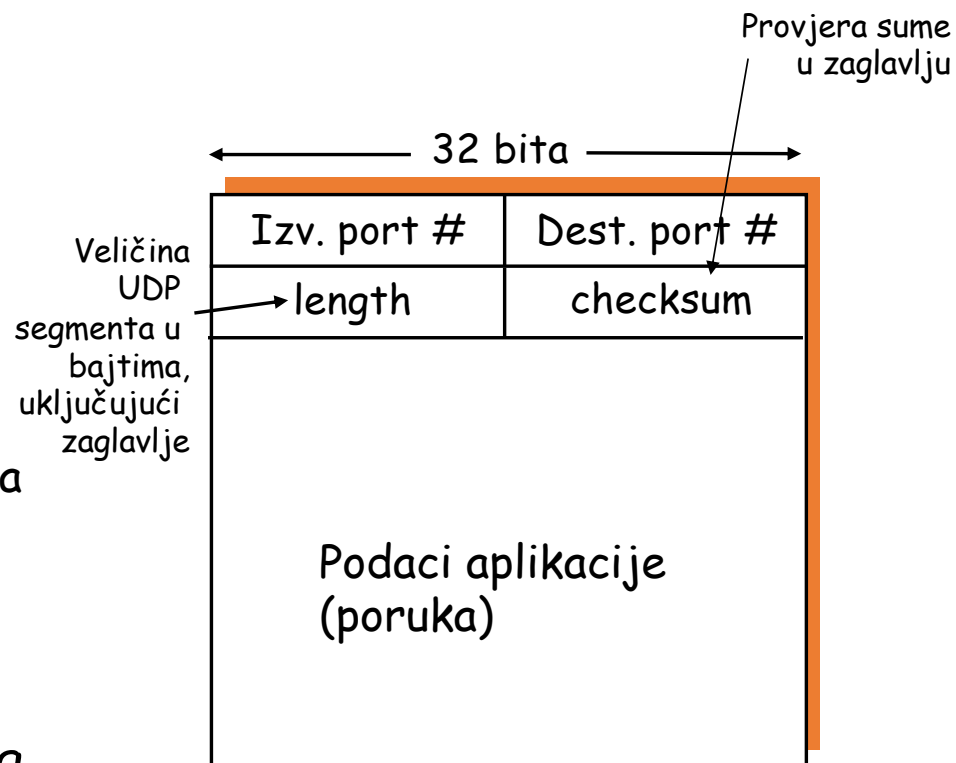 Provjera sume
u zaglavlju
32 bita
Izv. port #
Dest. port #
Veličina
UDP
segmenta u
bajtima,
uključujući
zaglavlje
length
checksum
a
Podaci aplikacije
(poruka)